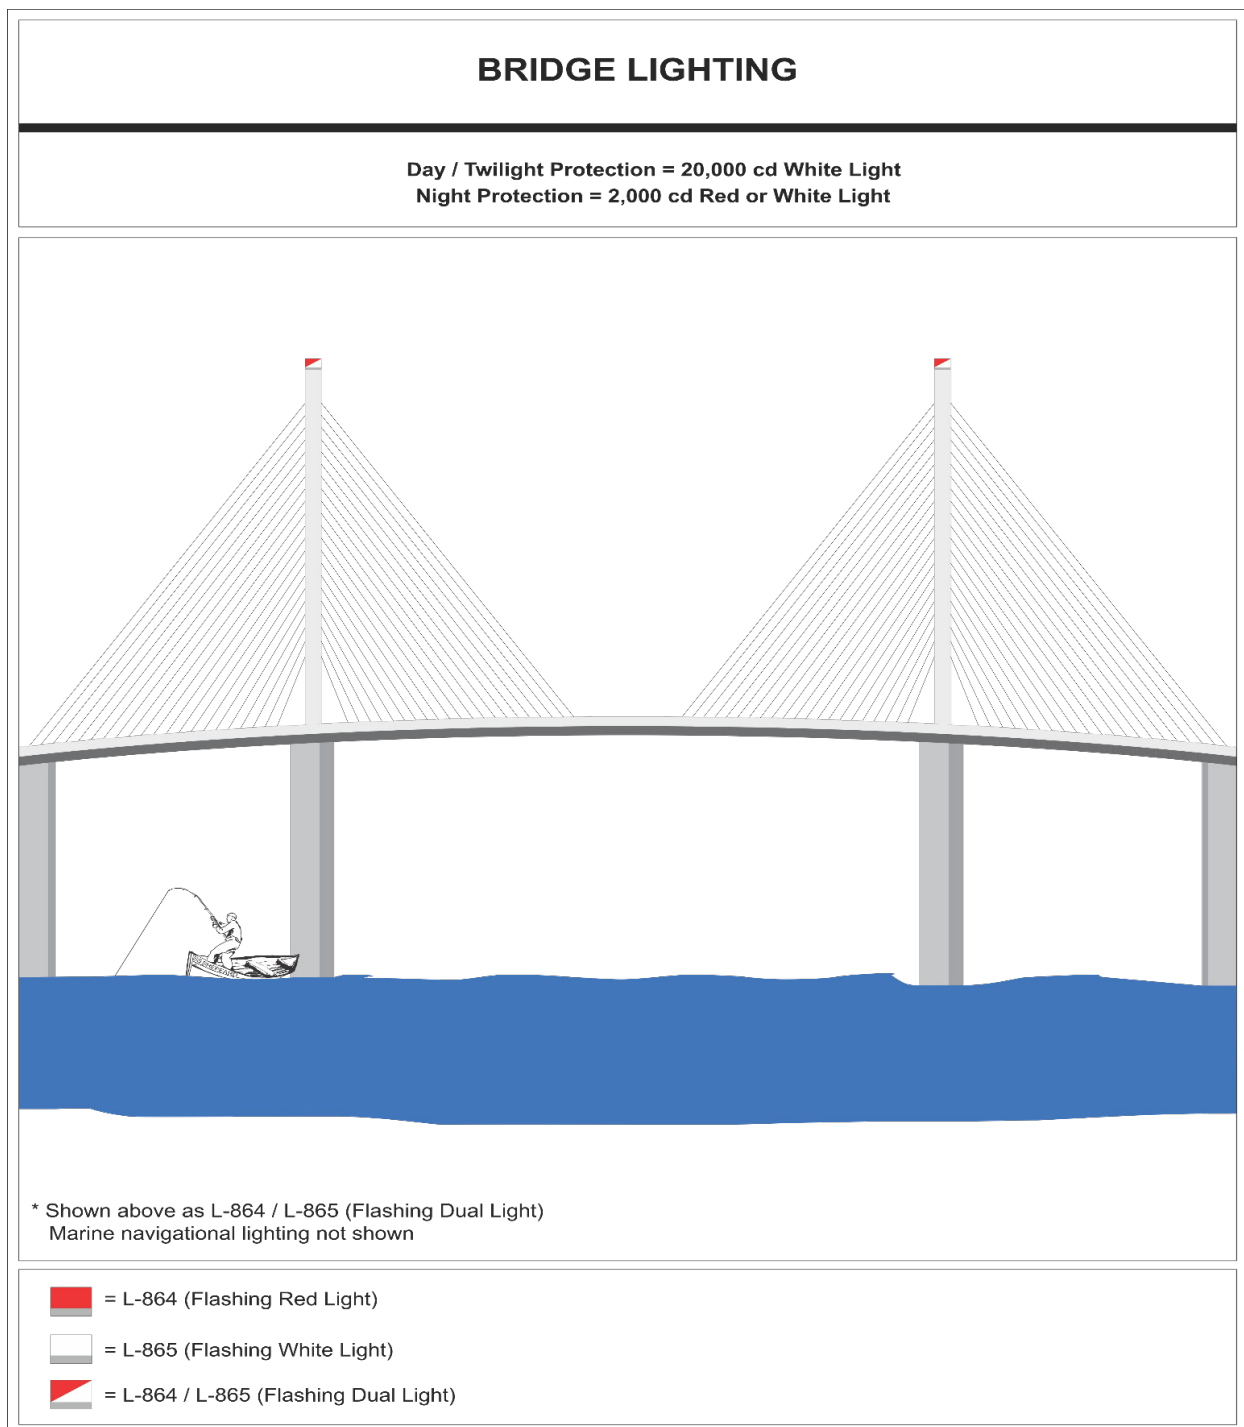 BRIDGE LIGHTING
Day / Twilight Protection = 20,000 cd White Light
Night Protection = 2,000 cd Red or White Light
* Shown above as L-864 / L-865 (Flashing Dual Light)
Marine navigational lighting not shown
= L-864 (Flashing Red Light)
= L-865 (Flashing White Light)
= L-864 / L-865 (Flashing Dual Light)